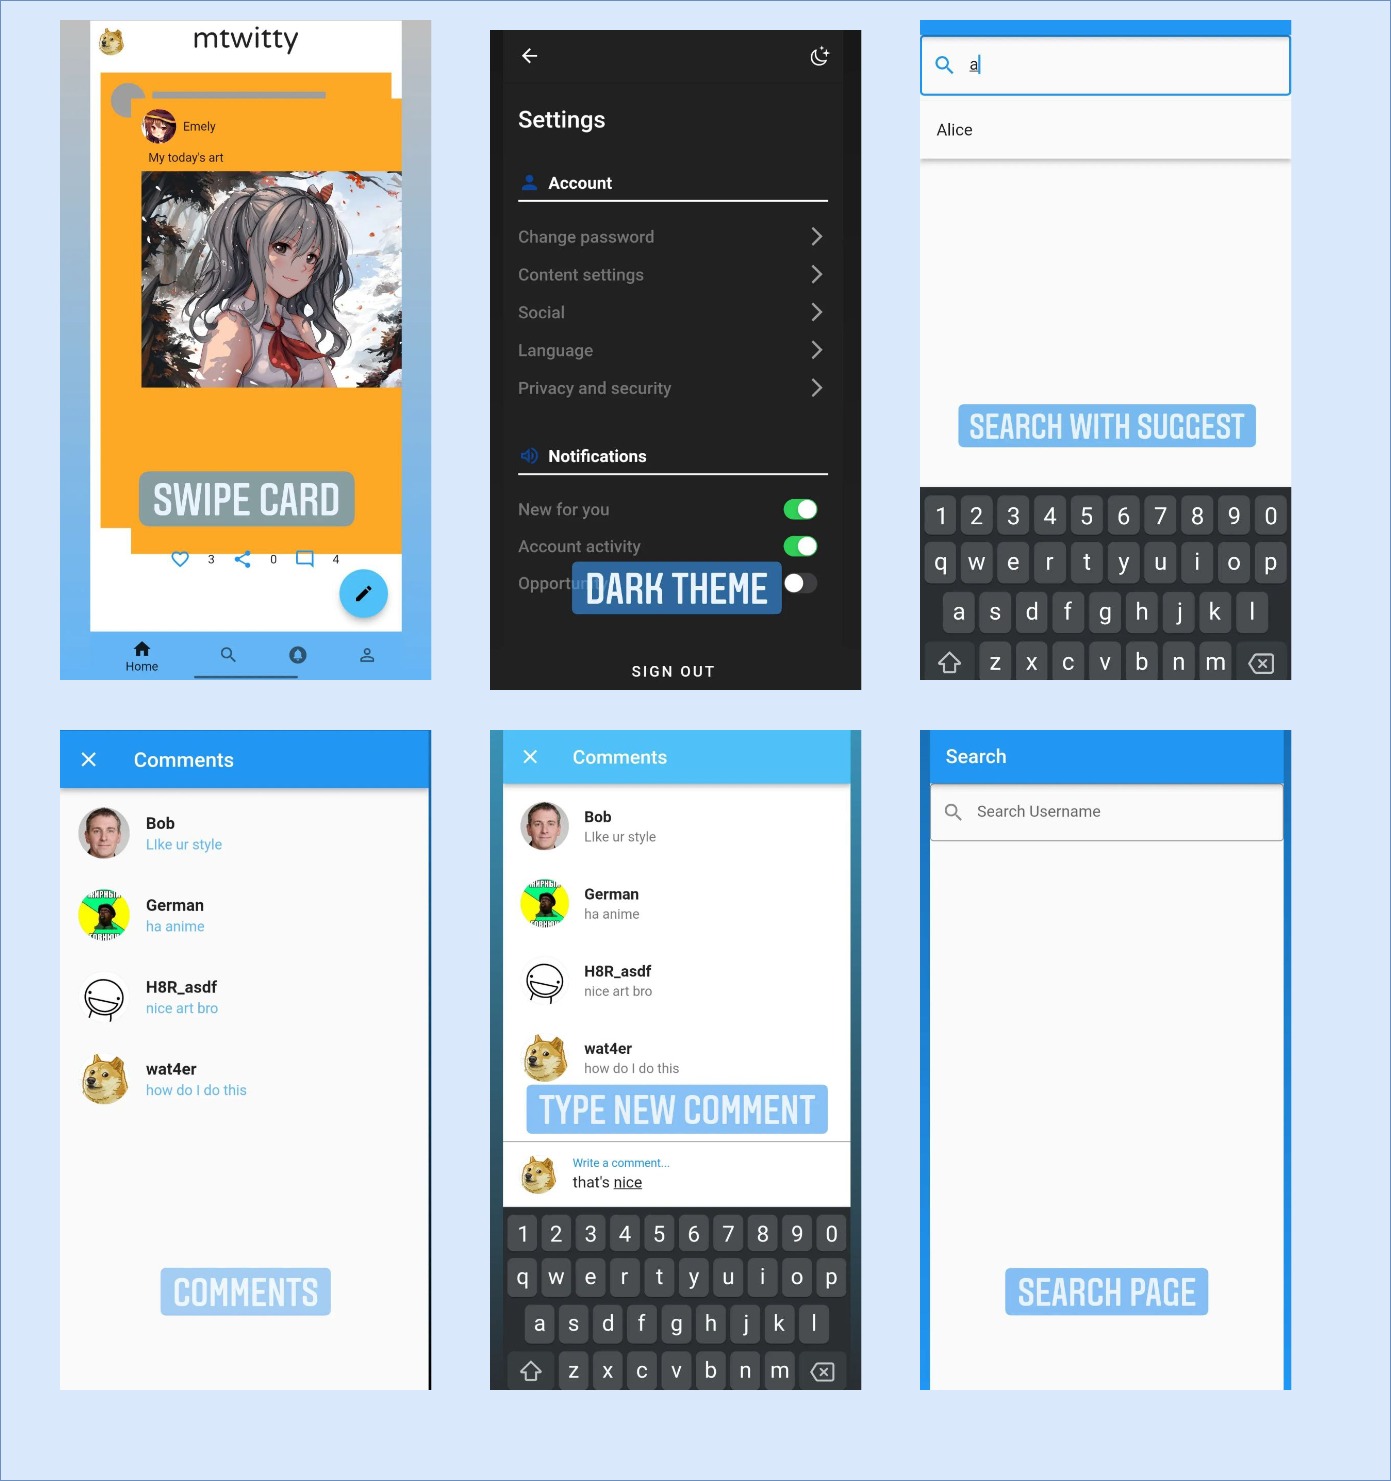 mtwitty
Emely
My today's art
SWIPE CARD
3 0 4
Home
Settings
Account
Change password
Content settings
Social
Language
Privacy and security
Notifications
New for you
Account activity
Opportun
DARK THEME
SIGN OUT
a
Alice
SEARCH WITH SUGGEST
1 2 3 4 5 6 7 8 9 0
q w e r t y u i o p
a s d f g h j k l
z x c v b n m
Comments
Bob
LIke ur style
German
ha anime
H8R_asdf
nice art bro
wat4er
how do I do this
COMMENTS
Comments
Bob
LIke ur style
German
ha anime
H8R_asdf
nice art bro
wat4er
how do I do this
TYPE NEW COMMENT
Write a comment...
that's nice
1 2 3 4 5 6 7 8 9 0
q w e r t y u i o p
a s d f g h j k l
z x c v b n m
Search
Search Username
SEARCH PAGE